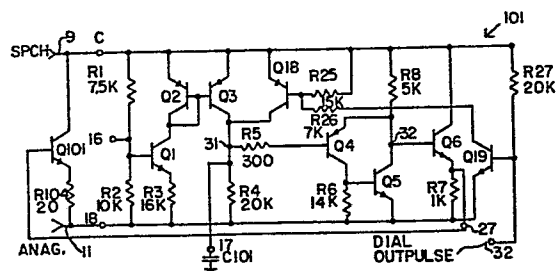 101
SPCH 9 C
Q2 Q3 Q18 R25 15K
R1 7.5K
R8 5K
R27 20K
R26 7K
16
31 R5 300
Q4 32 Q6 Q19
Q101 Q1
R104 20
R2 10K
R3 16K
R4 20K
R6 14K
Q5
R7 1K
18
ANAG. 11
17 C101
27
DIAL OUTPULSE 32